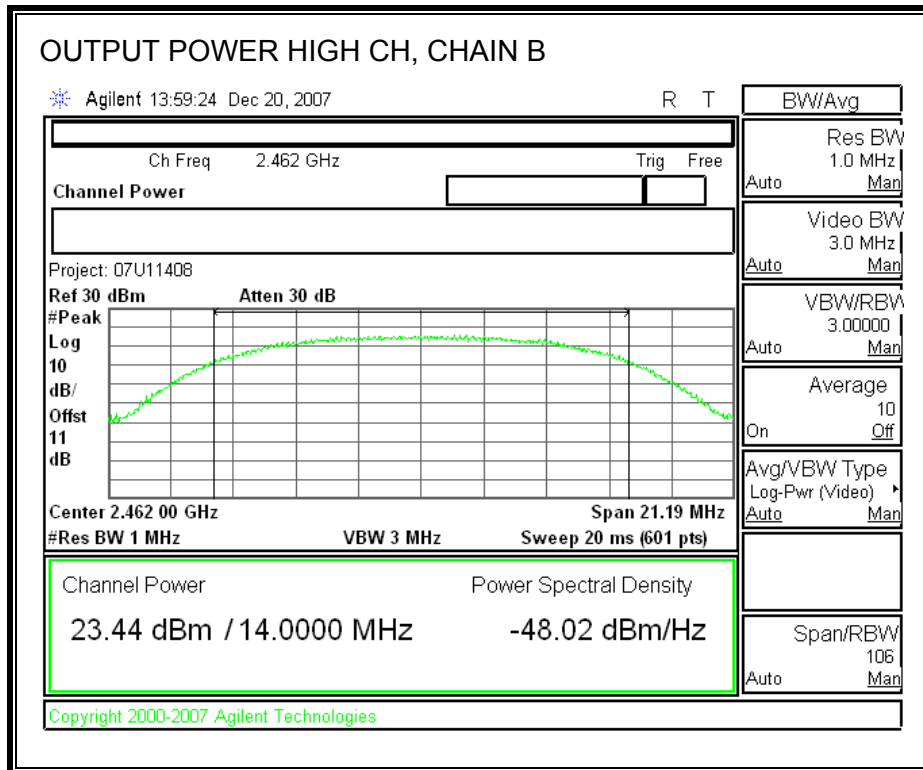 OUTPUT POWER HIGH CH, CHAIN B
Agilent 13:59:24 Dec 20, 2007 R T
Ch Freq 2.462 GHz Trig Free
Channel Power
Project: 07U11408
Ref 30 dBm Atten 30 dB
#Peak
Log
10
dB/
Offst
11
dB
Center 2.462 00 GHz Span 21.19 MHz
#Res BW 1 MHz VBW 3 MHz Sweep 20 ms (601 pts)
Channel Power Power Spectral Density
23.44 dBm / 14.0000 MHz -48.02 dBm/Hz
Copyright 2000-2007 Agilent Technologies
BW/Avg
Res BW
1.0 MHz
Auto Man
Video BW
3.0 MHz
Auto Man
VBW/RBW
3.00000
Auto Man
Average
10
On Off
Avg/VBW Type
Log-Pwr (Video)
Auto Man
Span/RBW
106
Auto Man